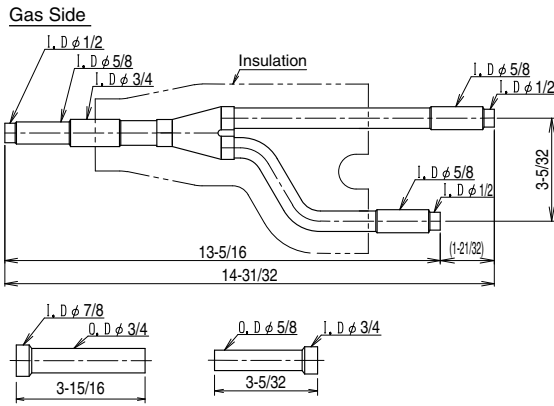 Gas Side
I. D φ 1/2
I. D φ 5/8
I. D φ 3/4
Insulation
I. D φ 5/8
I. D φ 1/2
3-5/32
I. D φ 5/8
I. D φ 1/2
13-5/16
(1-21/32)
14-31/32
I. D φ 7/8
O. D φ 3/4
3-15/16
O. D φ 5/8
I. D φ 3/4
3-5/32